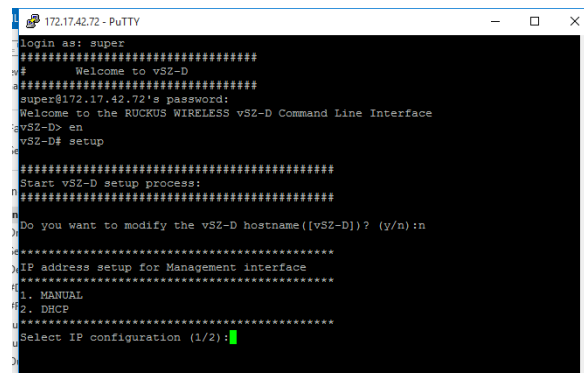 172.17.42.72 - PuTTY
login as: super
##################################
#       Welcome to vSZ-D
##################################
super@172.17.42.72's password:
Welcome to the RUCKUS WIRELESS vSZ-D Command Line Interface
vSZ-D> en
vSZ-D# setup
#############################################
Start vSZ-D setup process:
#############################################
Do you want to modify the vSZ-D hostname([vSZ-D])? (y/n):n
*********************************************
IP address setup for Management interface
*********************************************
1. MANUAL
2. DHCP
*********************************************
Select IP configuration (1/2):